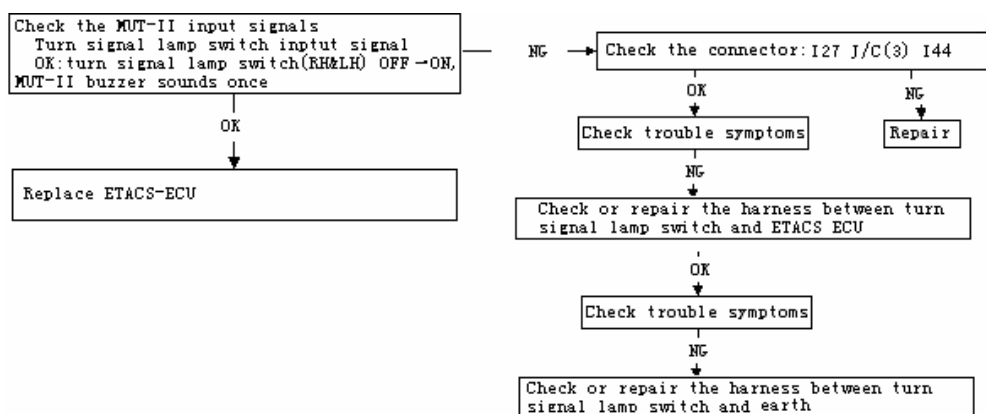 Check the MUT-II input signals
Turn signal lamp switch inptut signal
OK:turn signal lamp switch(RH&LH) OFF→ON,
MUT-II buzzer sounds once
NG
Check the connector:I27 J/C(3) I44
OK
NG
OK
Check trouble symptoms
Repair
NG
Replace ETACS-ECU
Check or repair the harness between turn
signal lamp switch and ETACS ECU
OK
Check trouble symptoms
NG
Check or repair the harness between turn
signal lamp switch and earth